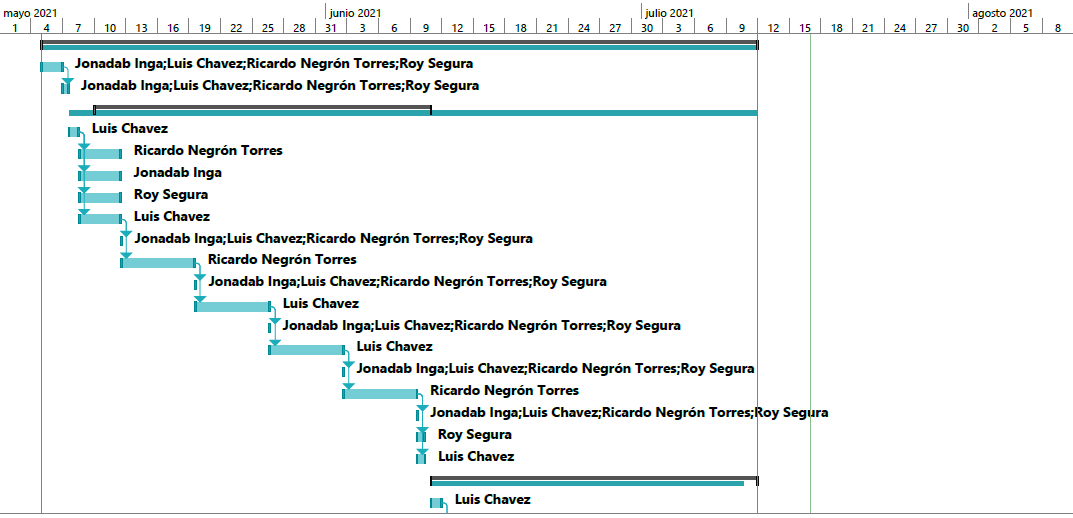 mayo 2021 junio 2021 julio 2021 agosto 2021
1 4 7 10 13 16 19 22 25 28 31 3 6 9 12 15 18 21 24 27 30 3 6 9 12 15 18 21 24 27 30 2 5 8
Jonadab Inga;Luis Chavez;Ricardo Negrón Torres;Roy Segura
Jonadab Inga;Luis Chavez;Ricardo Negrón Torres;Roy Segura
Luis Chavez
Ricardo Negrón Torres
Jonadab Inga
Roy Segura
Luis Chavez
Jonadab Inga;Luis Chavez;Ricardo Negrón Torres;Roy Segura
Ricardo Negrón Torres
Jonadab Inga;Luis Chavez;Ricardo Negrón Torres;Roy Segura
Luis Chavez
Jonadab Inga;Luis Chavez;Ricardo Negrón Torres;Roy Segura
Luis Chavez
Jonadab Inga;Luis Chavez;Ricardo Negrón Torres;Roy Segura
Ricardo Negrón Torres
Jonadab Inga;Luis Chavez;Ricardo Negrón Torres;Roy Segura
Roy Segura
Luis Chavez
Luis Chavez